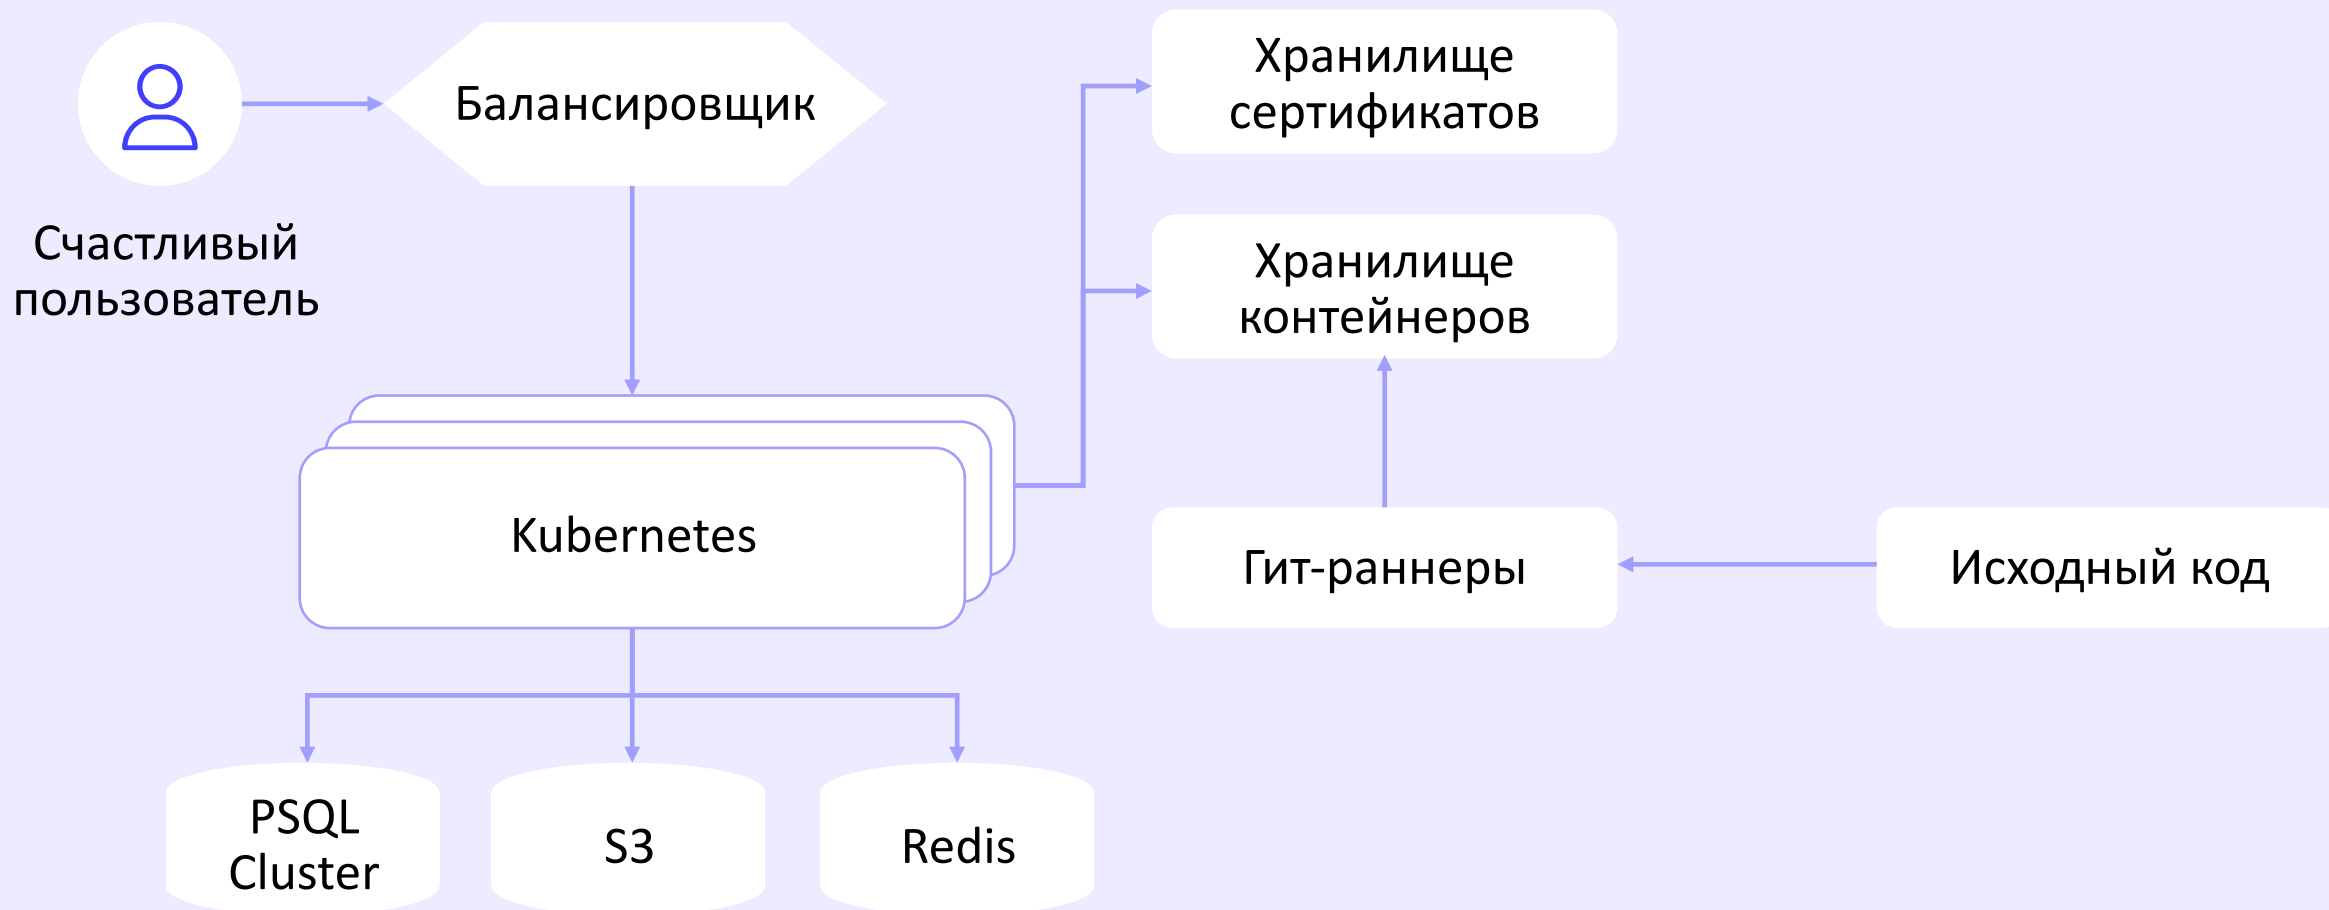 Балансировщик
Счастливый
пользователь
Хранилище
сертификатов
Хранилище
контейнеров
Kubernetes
Гит-раннеры
Исходный код
PSQL
Cluster
S3
Redis